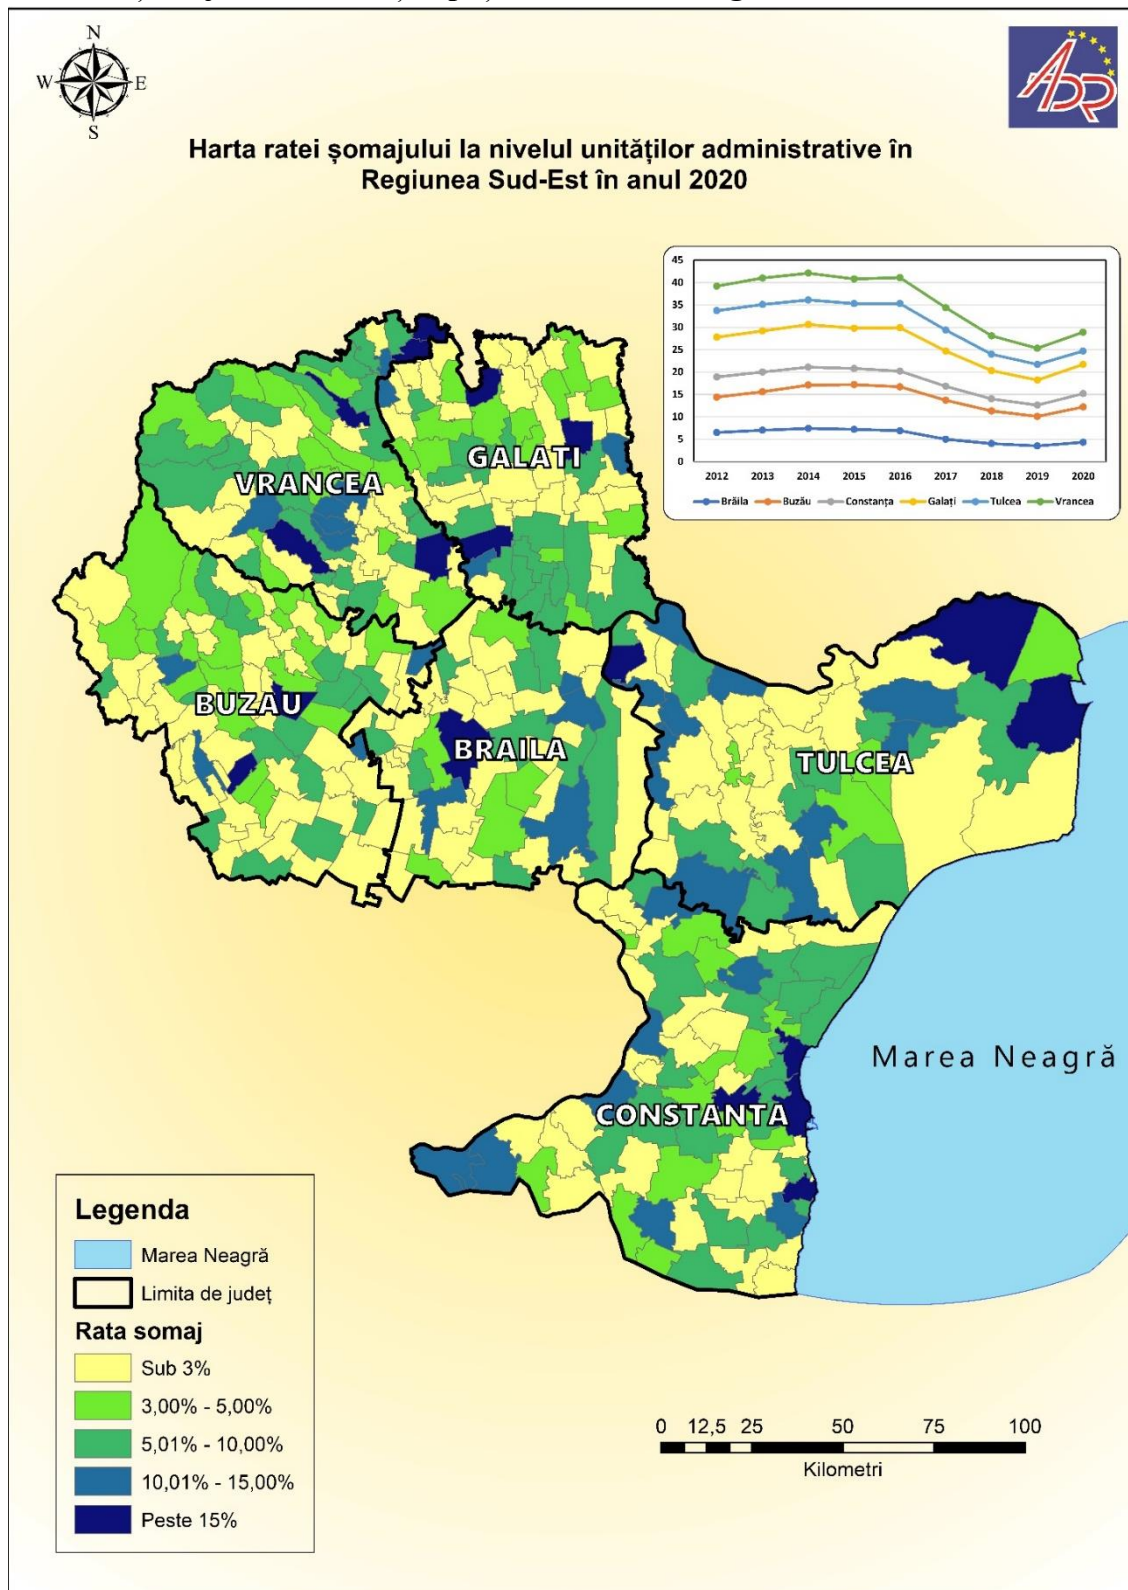 N
W E
S
ADR
Harta ratei șomajului la nivelul unităților administrative în
Regiunea Sud-Est în anul 2020
45
40
35
30
25
20
15
10
5
0
2012 2013 2014 2015 2016 2017 2018 2019 2020
Brăila Buzău Constanța Galați Tulcea Vrancea
GALATI
VRANCEA
BUZAU
BRAILA
TULCEA
Marea Neagră
CONSTANTA
Legenda
Marea Neagră
Limita de județ
Rata somaj
Sub 3%
3,00% - 5,00%
5,01% - 10,00%
10,01% - 15,00%
Peste 15%
0 12,5 25 50 75 100
Kilometri